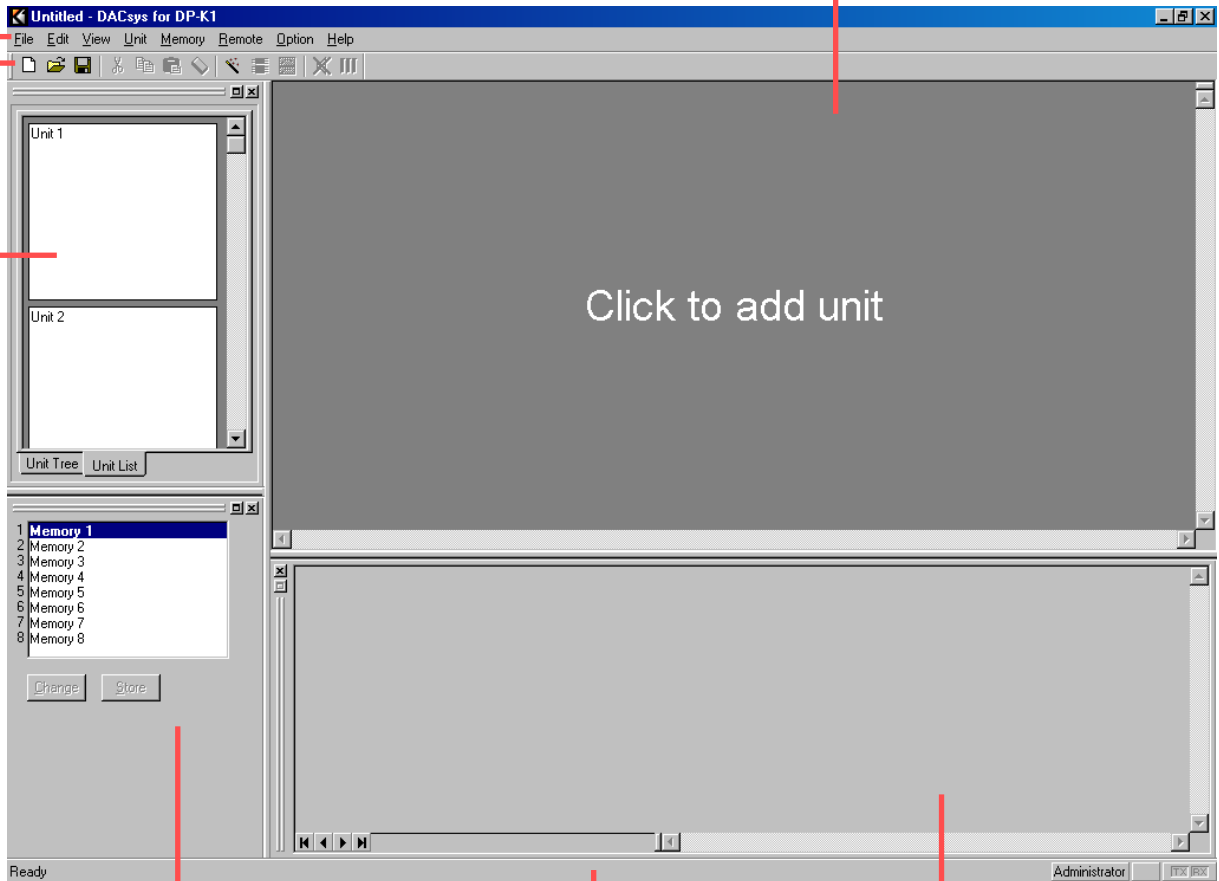 Untitled - DACsys for DP-K1
File Edit View Unit Memory Remote Option Help
Unit 1
Unit 2
Unit Tree Unit List
Click to add unit
1 Memory 1
2 Memory 2
3 Memory 3
4 Memory 4
5 Memory 5
6 Memory 6
7 Memory 7
8 Memory 8
Change Store
Ready Administrator TX RX